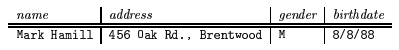 name address gender birthdate
Mark Hamill 456 Oak Rd., Brentwood M 8/8/88